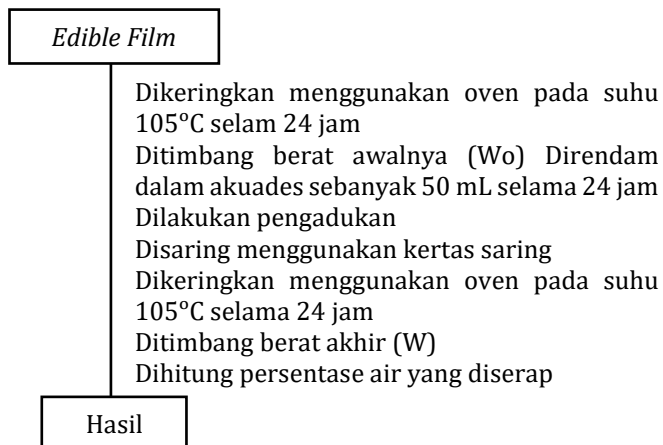 Edible Film
Dikeringkan menggunakan oven pada suhu
105°C selam 24 jam
Ditimbang berat awalnya (Wo) Direndam
dalam akuades sebanyak 50 mL selama 24 jam
Dilakukan pengadukan
Disaring menggunakan kertas saring
Dikeringkan menggunakan oven pada suhu
105°C selama 24 jam
Ditimbang berat akhir (W)
Dihitung persentase air yang diserap
Hasil